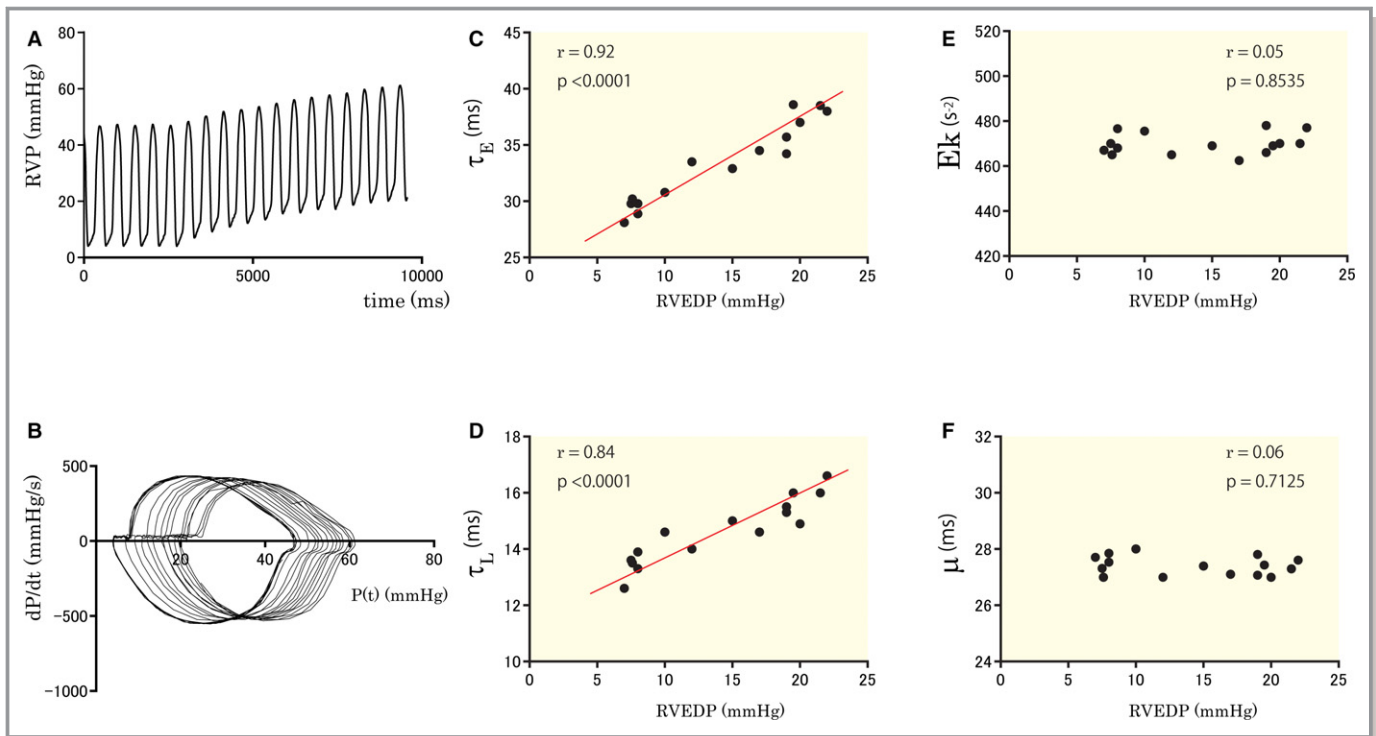 A
80
60
40
20
0
RVP (mmHg)
0
5000
10000
time (ms)
B
500
0
−500
−1000
dP/dt (mmHg/s)
20
40
60
80
P(t) (mmHg)
C
r = 0.92
p <0.0001
45
40
35
30
25
τE (ms)
0
5
10
15
20
25
RVEDP (mmHg)
D
r = 0.84
p <0.0001
18
16
14
12
10
τL (ms)
0
5
10
15
20
25
RVEDP (mmHg)
E
r = 0.05
p = 0.8535
520
500
480
460
440
420
Ek (s-2)
0
5
10
15
20
25
RVEDP (mmHg)
F
r = 0.06
p = 0.7125
32
30
28
26
24
μ (ms)
0
5
10
15
20
25
RVEDP (mmHg)